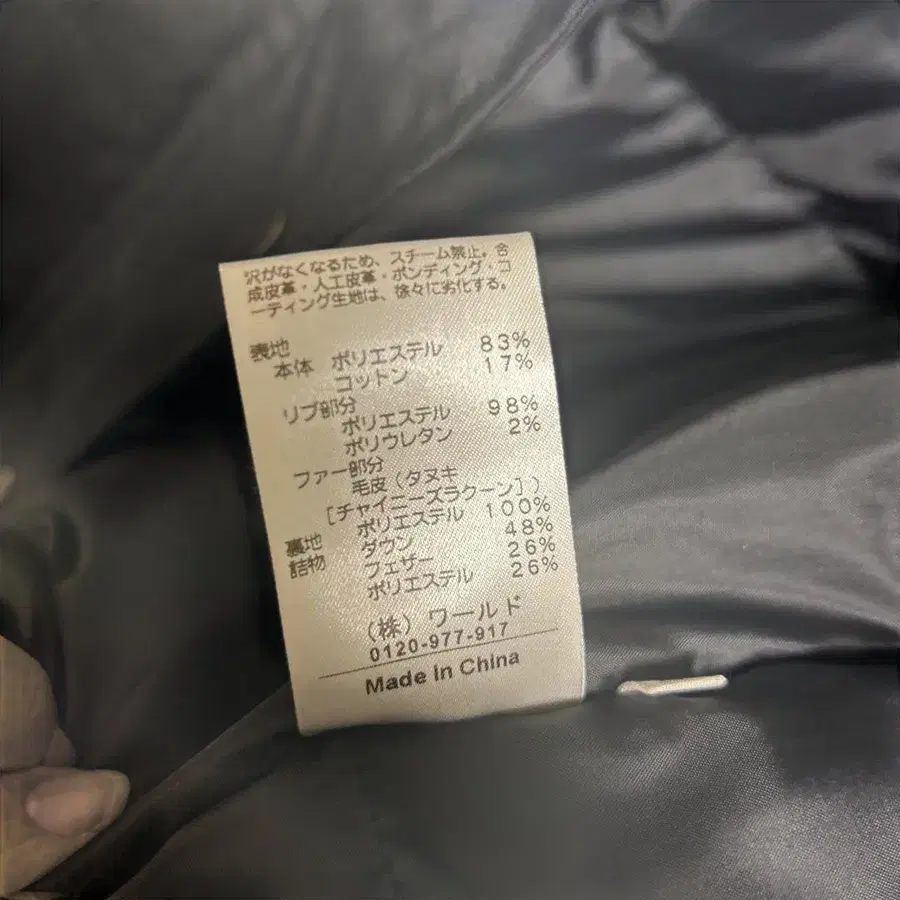 沢がなくなるため、スチーム禁止。合
成皮革・人工皮革・ボンディング・コ
ーティング生地は、徐々に劣化する。
表地
本体 ポリエステル 83%
コットン 17%
リブ部分
ポリエステル 98%
ポリウレタン 2%
ファー部分
毛皮(タヌキ
[チャイニーズラクーン])
裏地 ポリエステル 100%
詰物 ダウン 48%
フェザー 26%
ポリエステル 26%
(株)ワールド
0120-977-917
Made in China